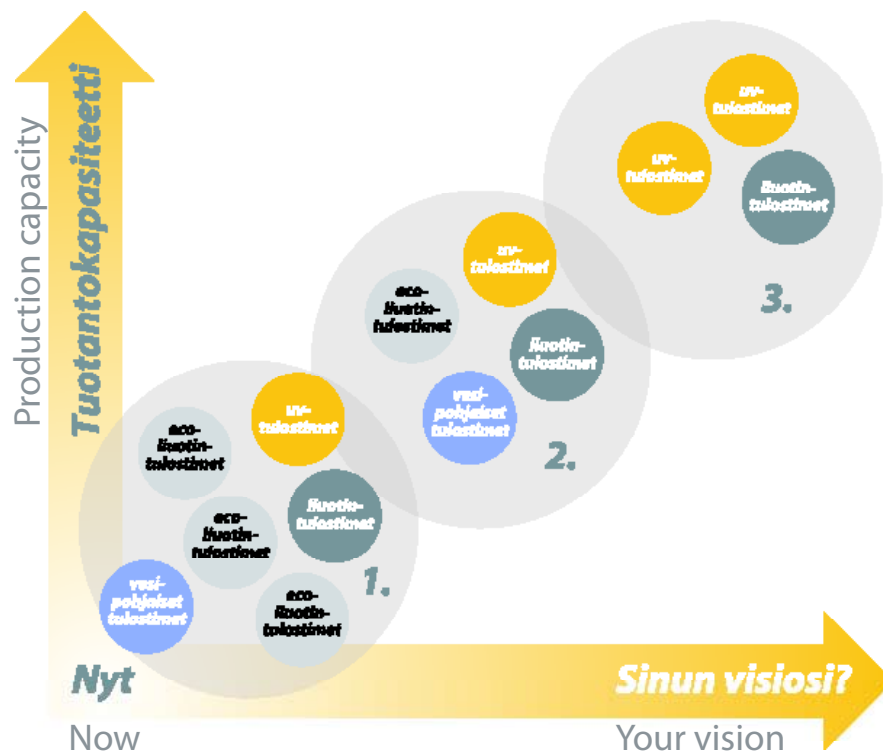 Tuotantokapasiteetti
Production capacity
uv-
tulostimet
uv-
tulostimet
liuotin-
tulostimet
3.
uv-
tulostimet
eco-
liuotin-
tulostimet
liuotin-
tulostimet
vesi-
pohjaiset
tulostimet
2.
uv-
tulostimet
eco-
liuotin-
tulostimet
liuotin-
tulostimet
eco-
liuotin-
tulostimet
1.
vesi-
pohjaiset
tulostimet
eco-
liuotin-
tulostimet
Nyt
Sinun visiosi?
Now
Your vision